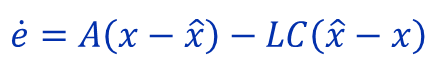 ė = A(x − x̂) − LC(x̂ − x)